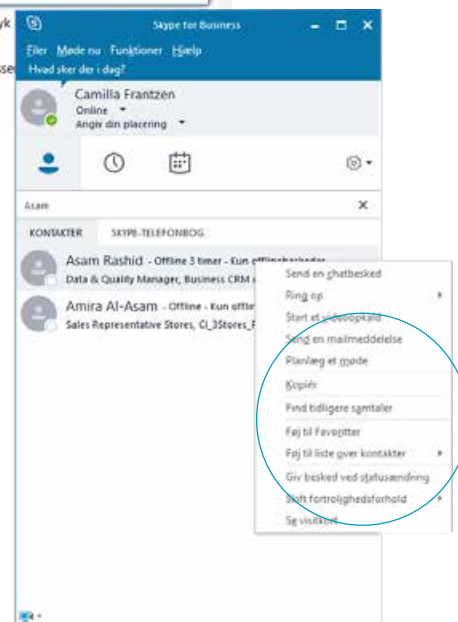 yk
sse
Skype for Business
Filer Møde nu Funktioner Hjælp
Hvad sker der i dag?
Camilla Frantzen
Online
Angiv din placering
Asam
KONTAKTER SKYPE-TELEFONBOG
Asam Rashid - Offline 3 timer - Kun offlinebeskeder
Data & Quality Manager, Business CRM
Amira Al-Asam - Offline - Kun offlin
Sales Representative Stores, CI_3Stores_
Send en chatbesked
Ring op
Start et videoopkald
Send en mailmeddelelse
Planlæg et møde
Kopiér
Find tidligere samtaler
Føj til Favoritter
Føj til liste over kontakter
Giv besked ved statusændring
Skift fortrolighedsforhold
Se visitkort